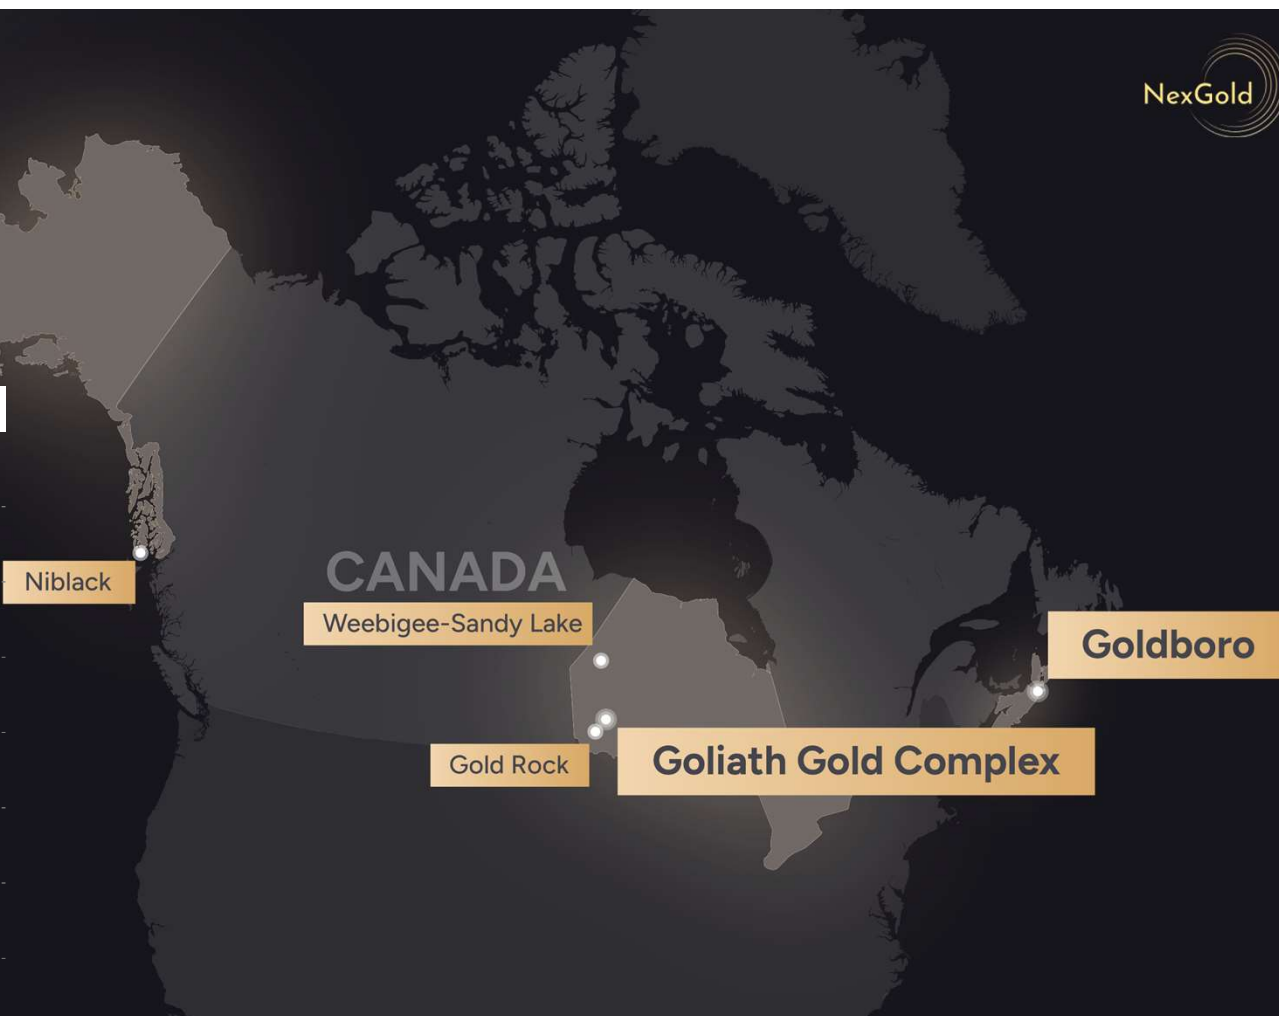 NexGold
CANADA
Niblack
Weebigee-Sandy Lake
Goldboro
Gold Rock
Goliath Gold Complex